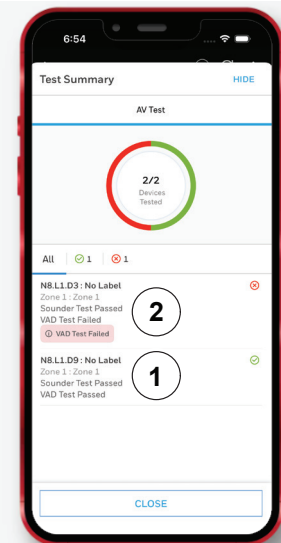 6:54
Test Summary
HIDE
AV Test
2/2
Devices
Tested
All
1
1
N8.L1.D3 : No Label
Zone 1 : Zone 1
Sounder Test Passed
VAD Test Failed
VAD Test Failed
2
N8.L1.D9 : No Label
Zone 1 : Zone 1
Sounder Test Passed
VAD Test Passed
1
CLOSE